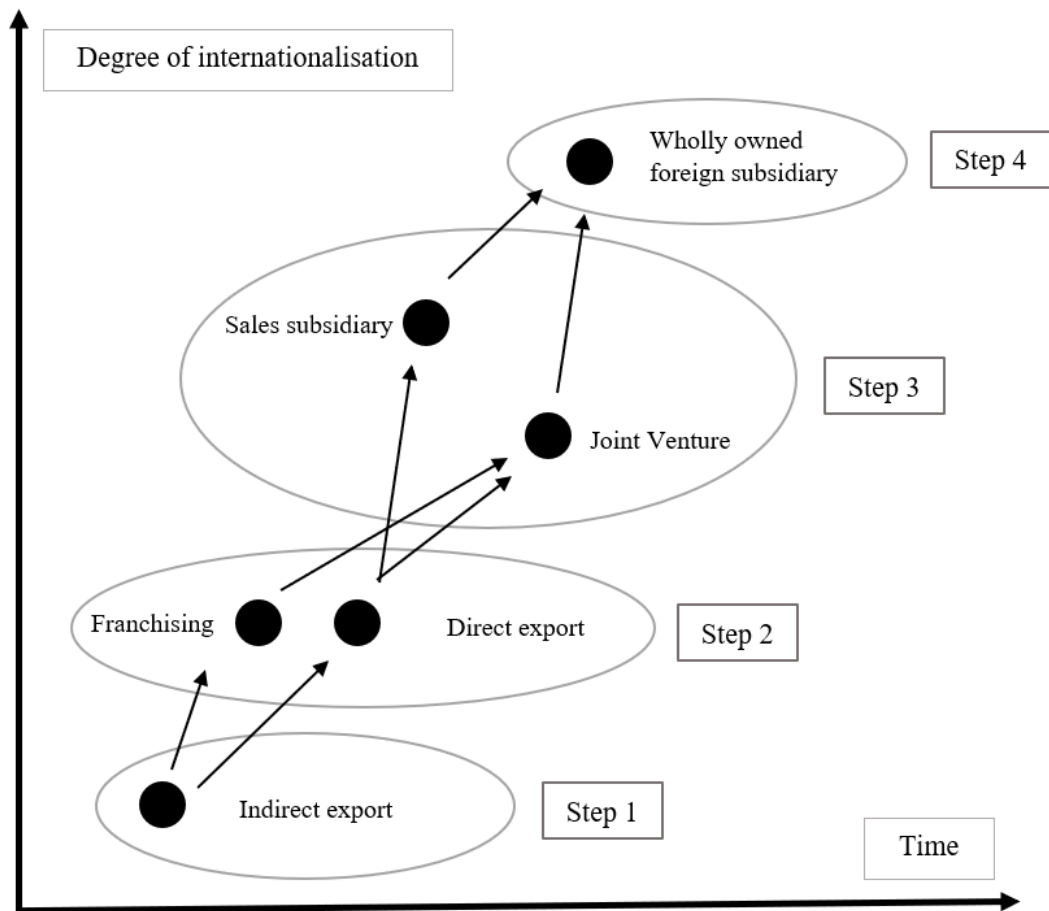 Degree of internationalisation
Wholly owned
foreign subsidiary
Step 4
Sales subsidiary
Step 3
Joint Venture
Franchising
Direct export
Step 2
Indirect export
Step 1
Time